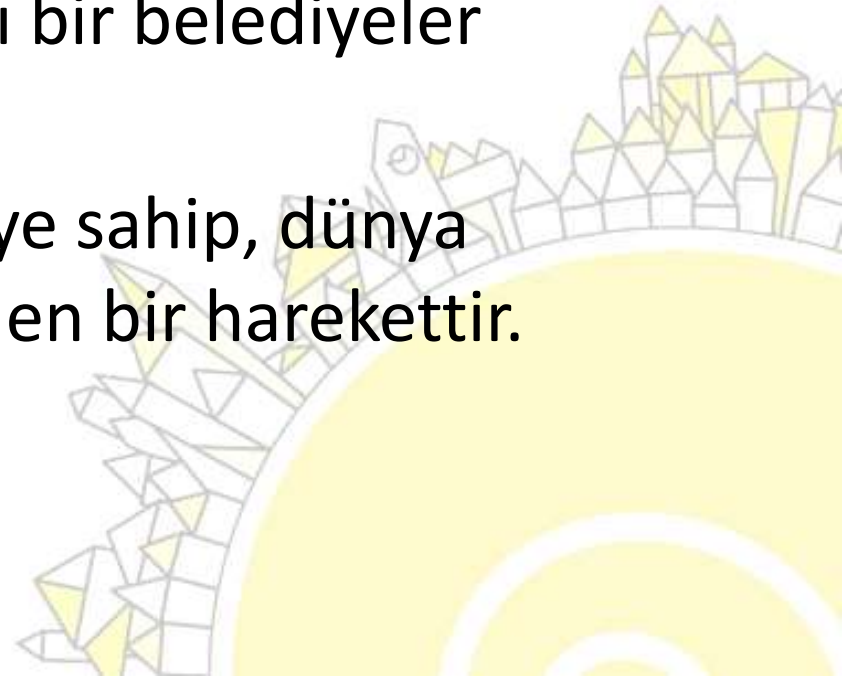 ı bir belediyeler
ye sahip, dünya
en bir harekettir.